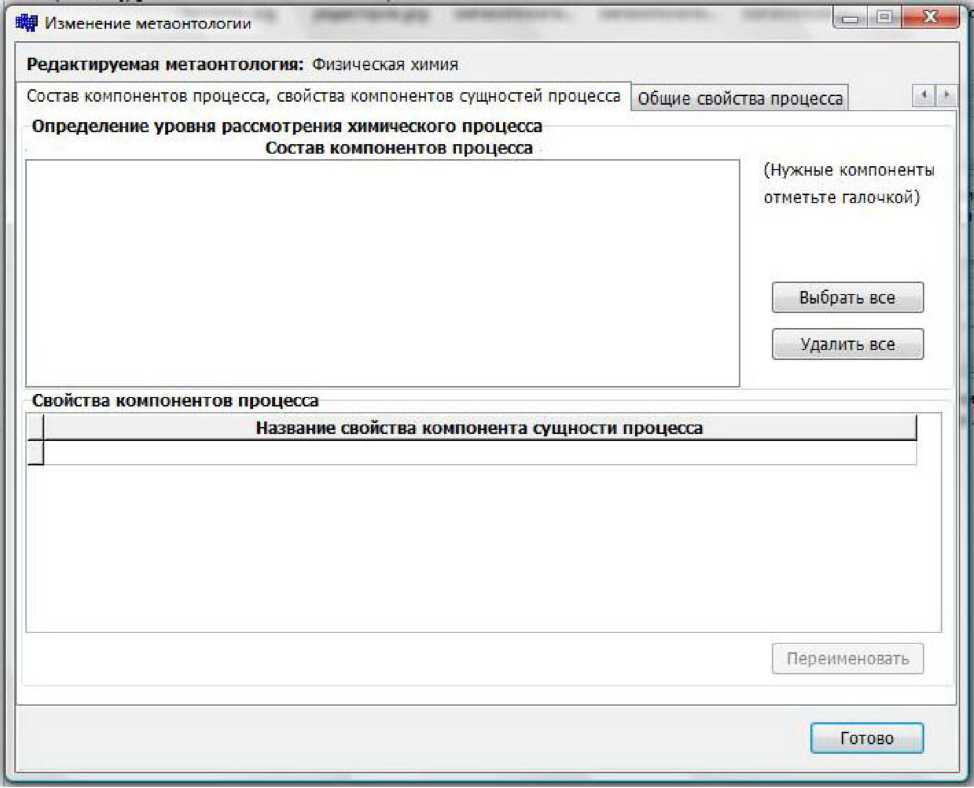 Изменение метаонтологии
Редактируемая метаонтология: Физическая химия
Состав компонентов процесса, свойства компонентов сущностей процесса
Общие свойства процесса
Определение уровня рассмотрения химического процесса
Состав компонентов процесса
(Нужные компоненты
отметьте галочкой)
Выбрать все
Удалить все
Свойства компонентов процесса
Название свойства компонента сущности процесса
Переименовать
Готово